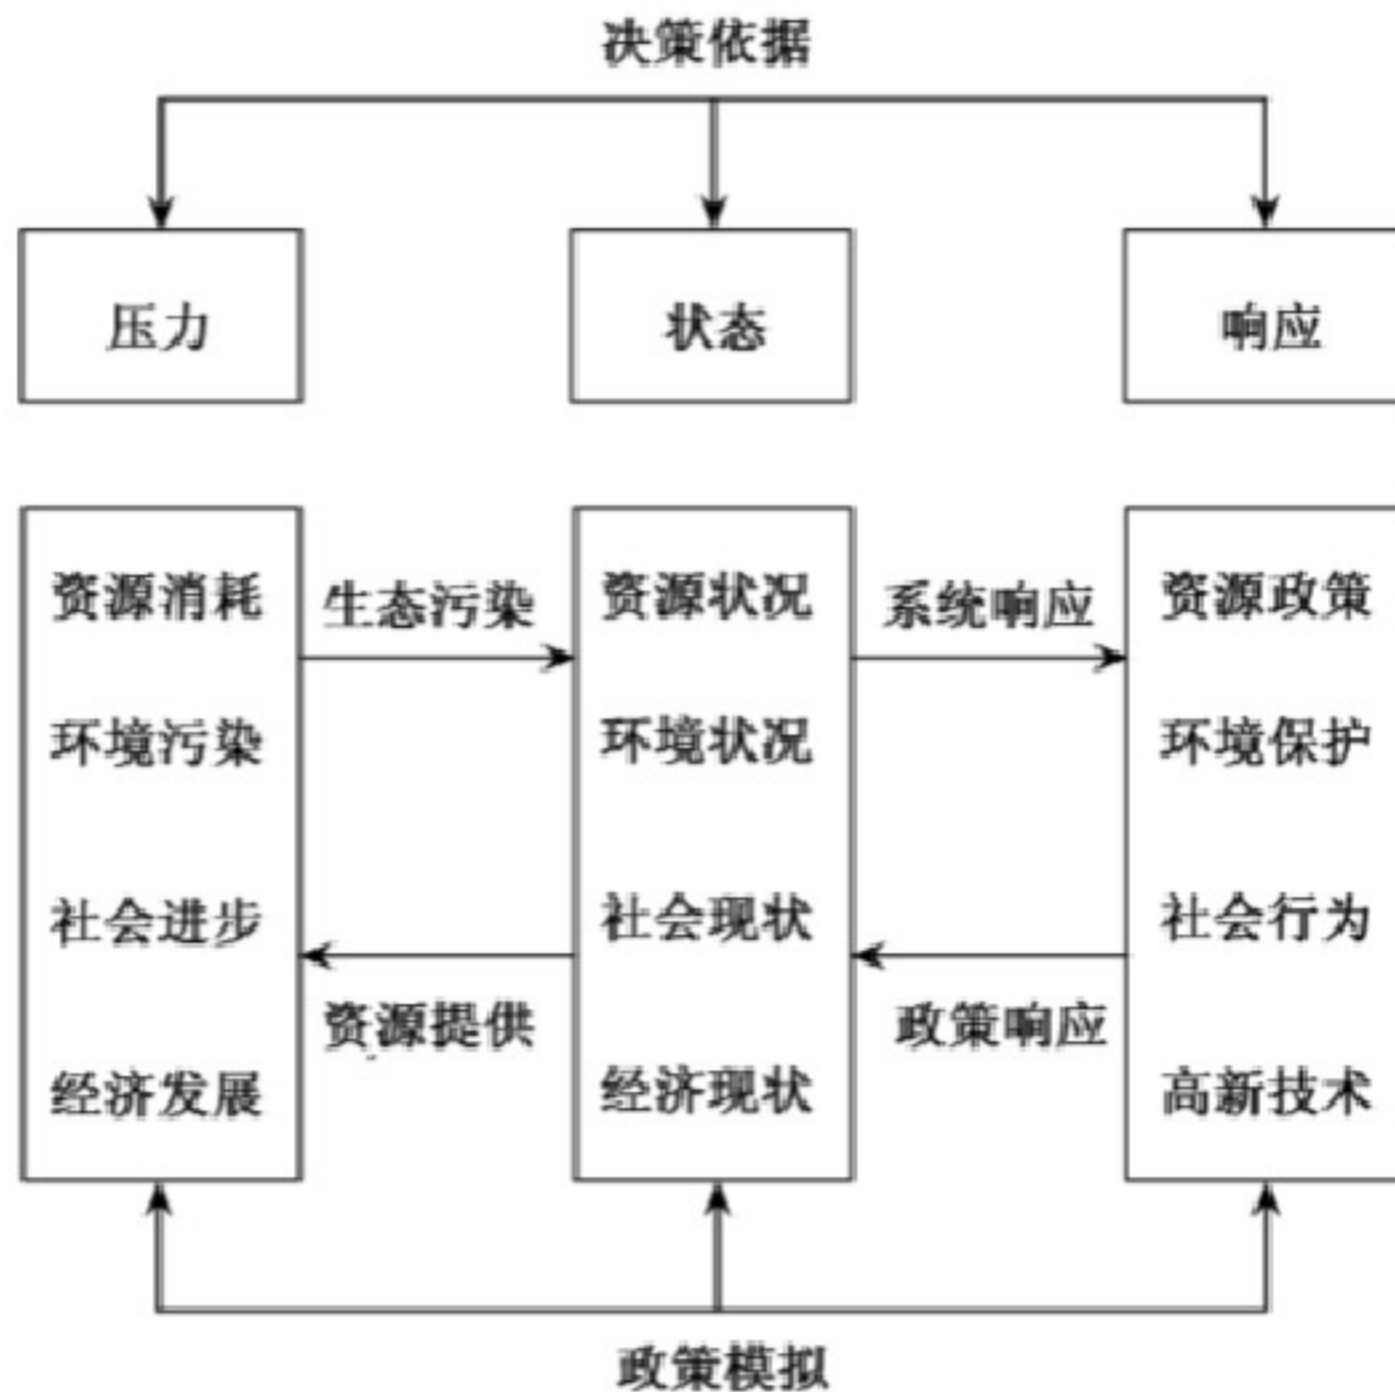 决策依据
压力
状态
响应
资源消耗
环境污染
社会进步
经济发展
生态污染
资源提供
资源状况
环境状况
社会现状
经济现状
系统响应
政策响应
资源政策
环境保护
社会行为
高新技术
政策模拟